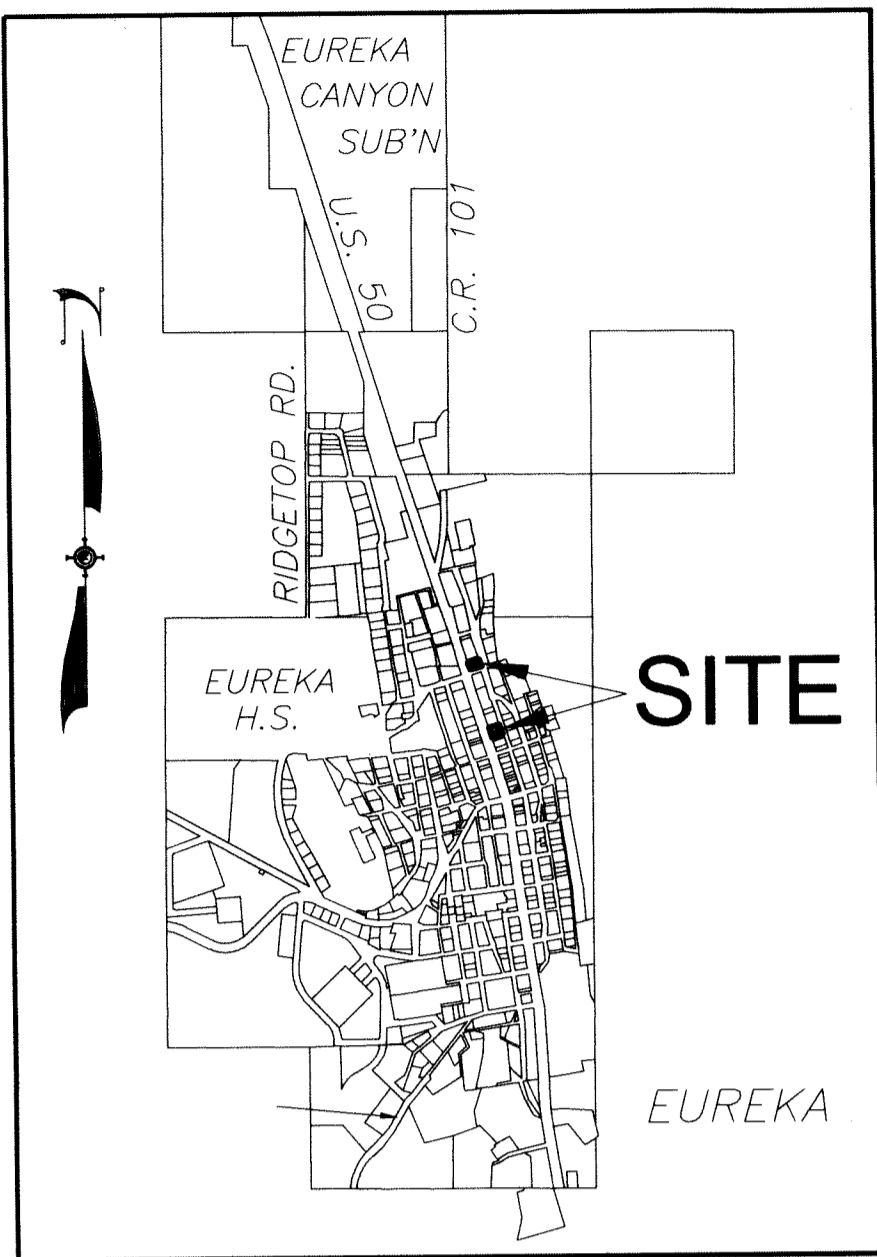 EUREKA
CANYON
SUB'N
U.S. 50
C.R. 101
RIDGETOP RD.
EUREKA
H.S.
SITE
EUREKA